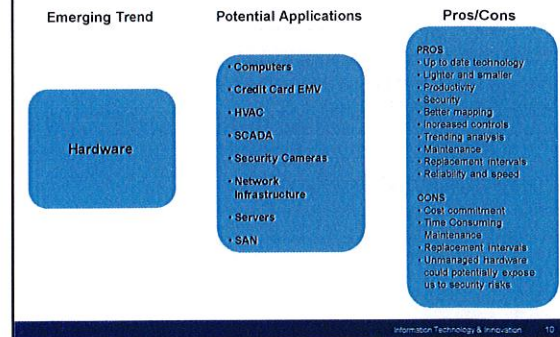 Emerging Trend
Potential Applications
Pros/Cons
Hardware
• Computers
• Credit Card EMV
• HVAC
• SCADA
• Security Cameras
• Network
Infrastructure
• Servers
• SAN
PROS
• Up to date technology
• Lighter and smaller
• Productivity
• Security
• Better mapping
• Increased controls
• Trending analysis
• Maintenance
• Replacement intervals
• Reliability and speed
CONS
• Cost commitment
• Time Consuming
Maintenance
• Replacement intervals
• Unmanaged Hardware
could potentially expose
us to security risks
Information Technology & Innovation 10